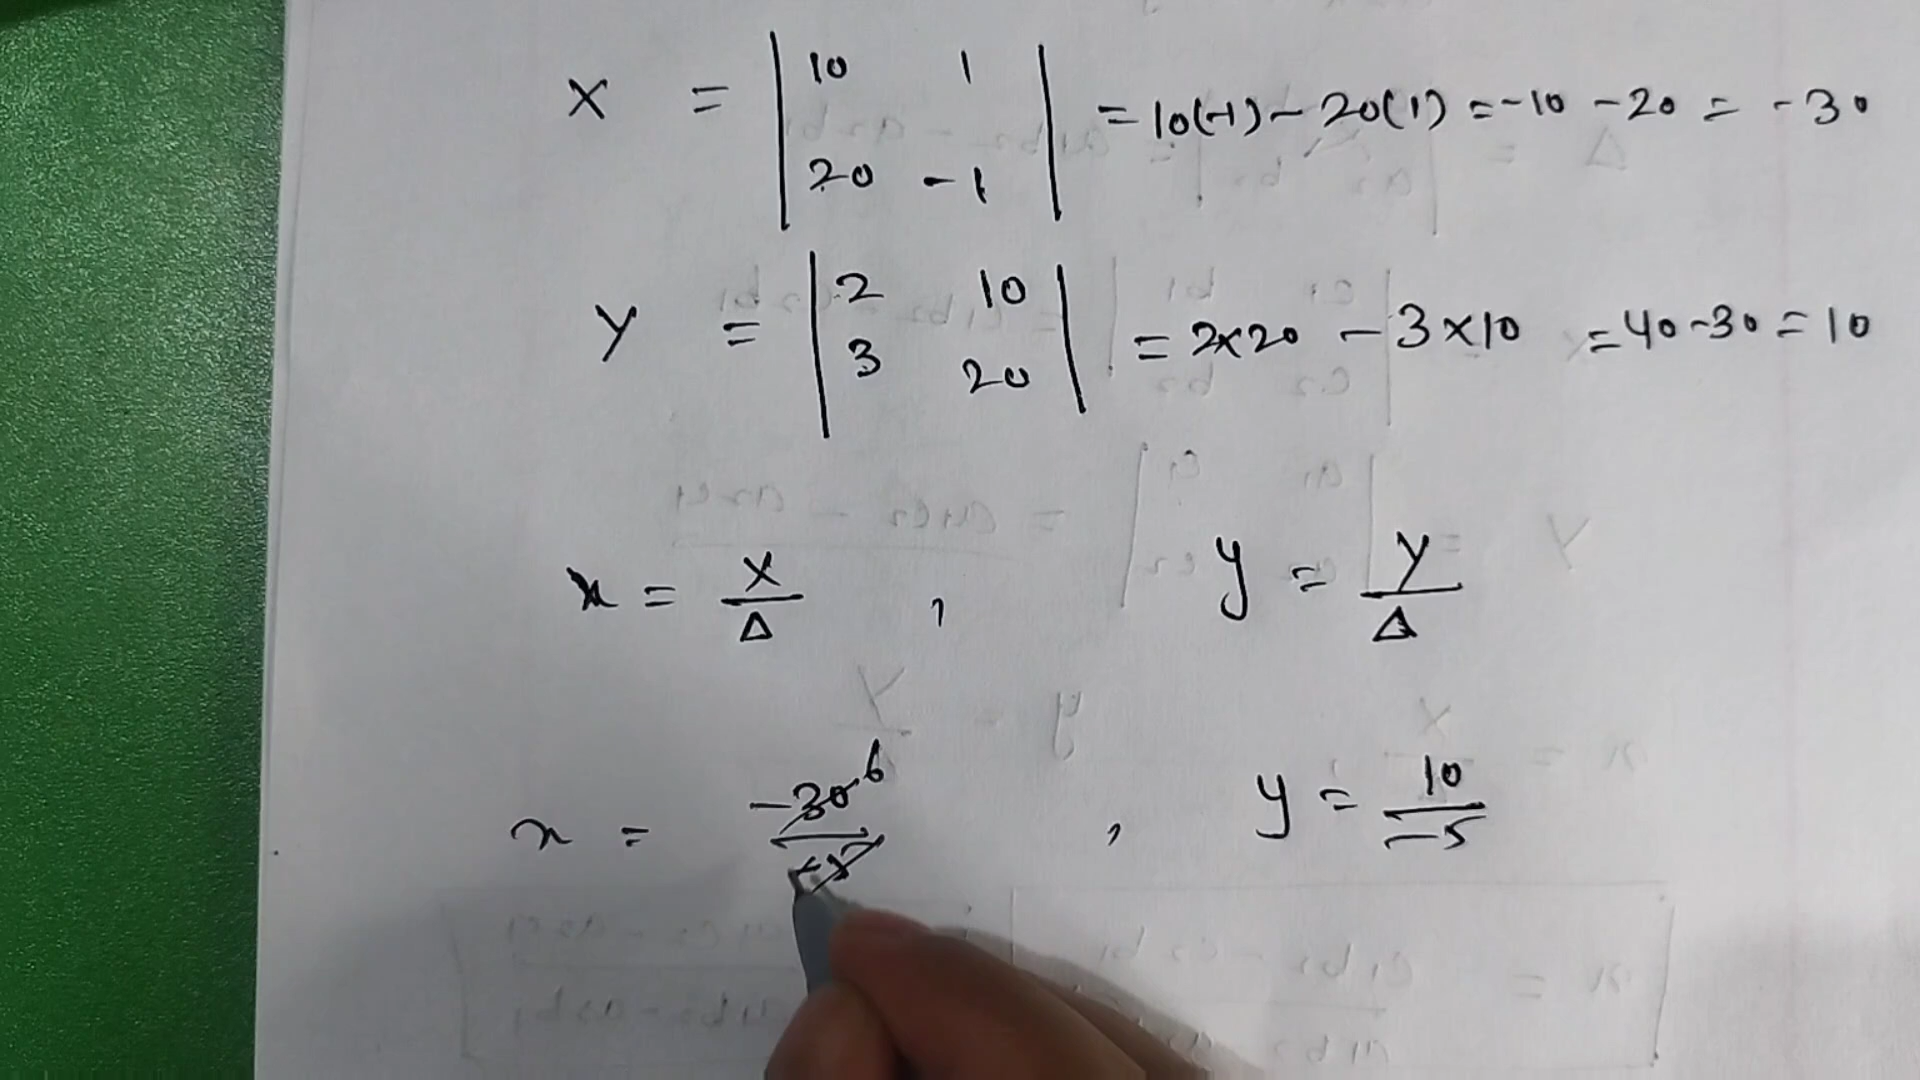 X = | 10 1 | = 10(-1) - 20(1) = -10 - 20 = -30
| 20 -1 |
Y = | 2 10 | = 2×20 - 3×10 = 40-30 = 10
| 3 20 |
x = X/Δ , y = Y/Δ
x = -30 6/-5 , y = 10/-5